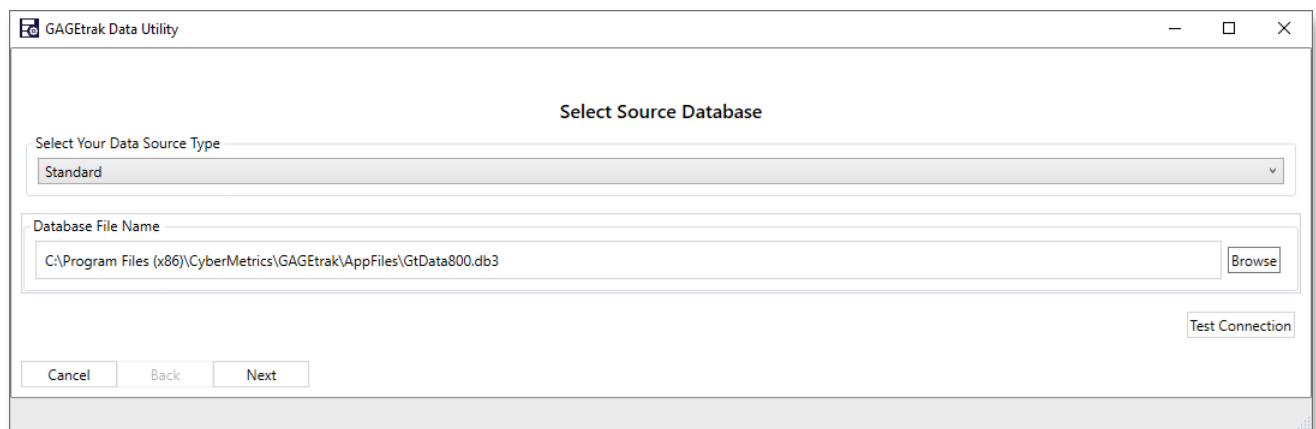 GAGEtrak Data Utility
Select Source Database
Select Your Data Source Type
Standard
Database File Name
C:\Program Files (x86)\CyberMetrics\GAGEtrak\AppFiles\GtData800.db3
Browse
Test Connection
Cancel Back Next